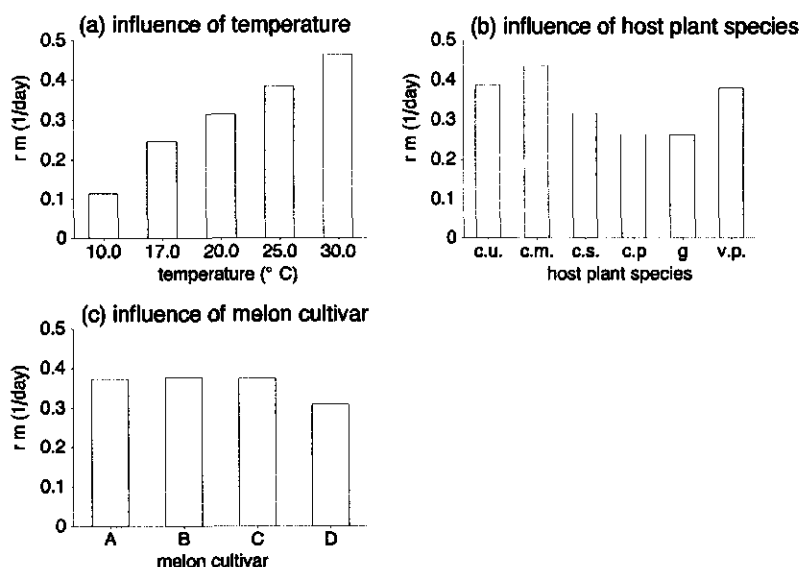 (a) influence of temperature
0.5
0.4
0.3
0.2
0.1
0
r m (1/day)
10.0 17.0 20.0 25.0 30.0
temperature (° C)
(b) influence of host plant species
0.5
0.4
0.3
0.2
0.1
0
r m (1/day)
c.u. c.m. c.s. c.p g v.p.
host plant species
(c) influence of melon cultivar
0.5
0.4
0.3
0.2
0.1
0
r m (1/day)
A B C D
melon cultivar